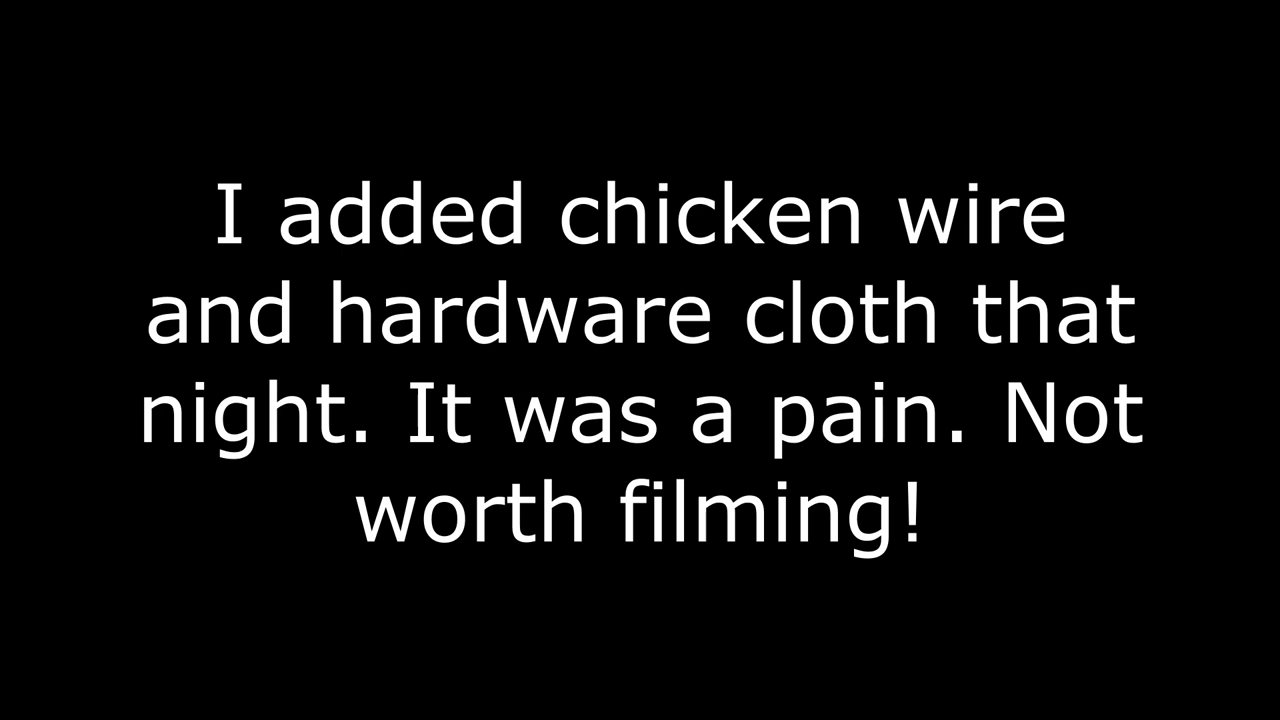 I added chicken wire
and hardware cloth that
night. It was a pain. Not
worth filming!